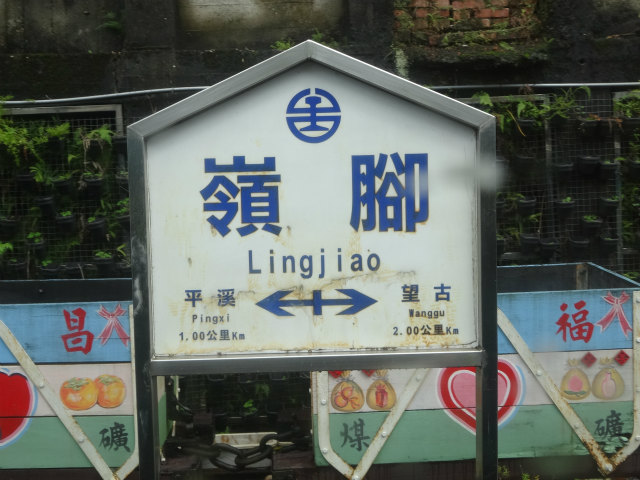 嶺腳
Lingjiao
平溪
Pingxi
1.00公里Km
望古
Wanggu
2.00公里Km
昌
礦
福
煤
礦